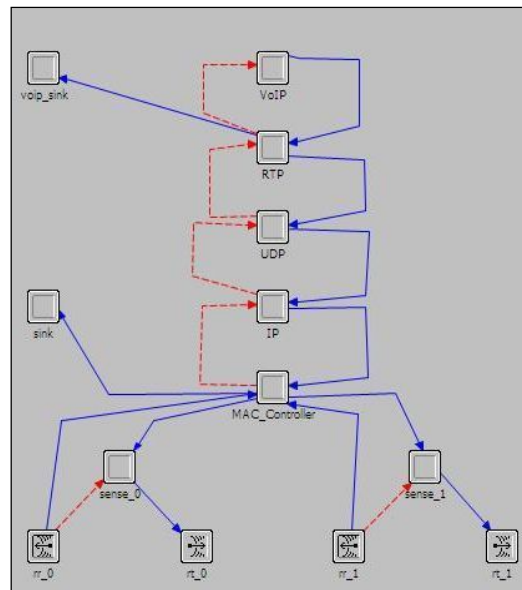 voip_sink
VoIP
RTP
UDP
sink
IP
MAC_Controller
sense_0
sense_1
rr_0
rt_0
rr_1
rt_1